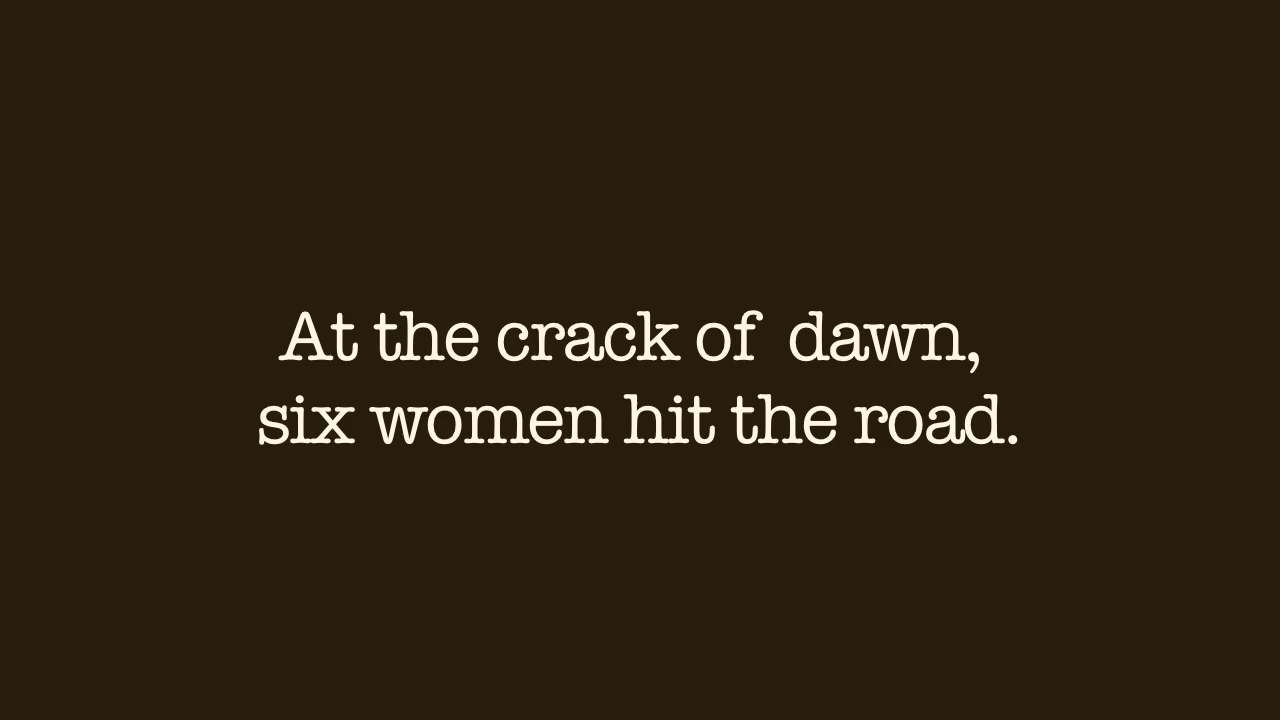 At the crack of  dawn,
six women hit the road.